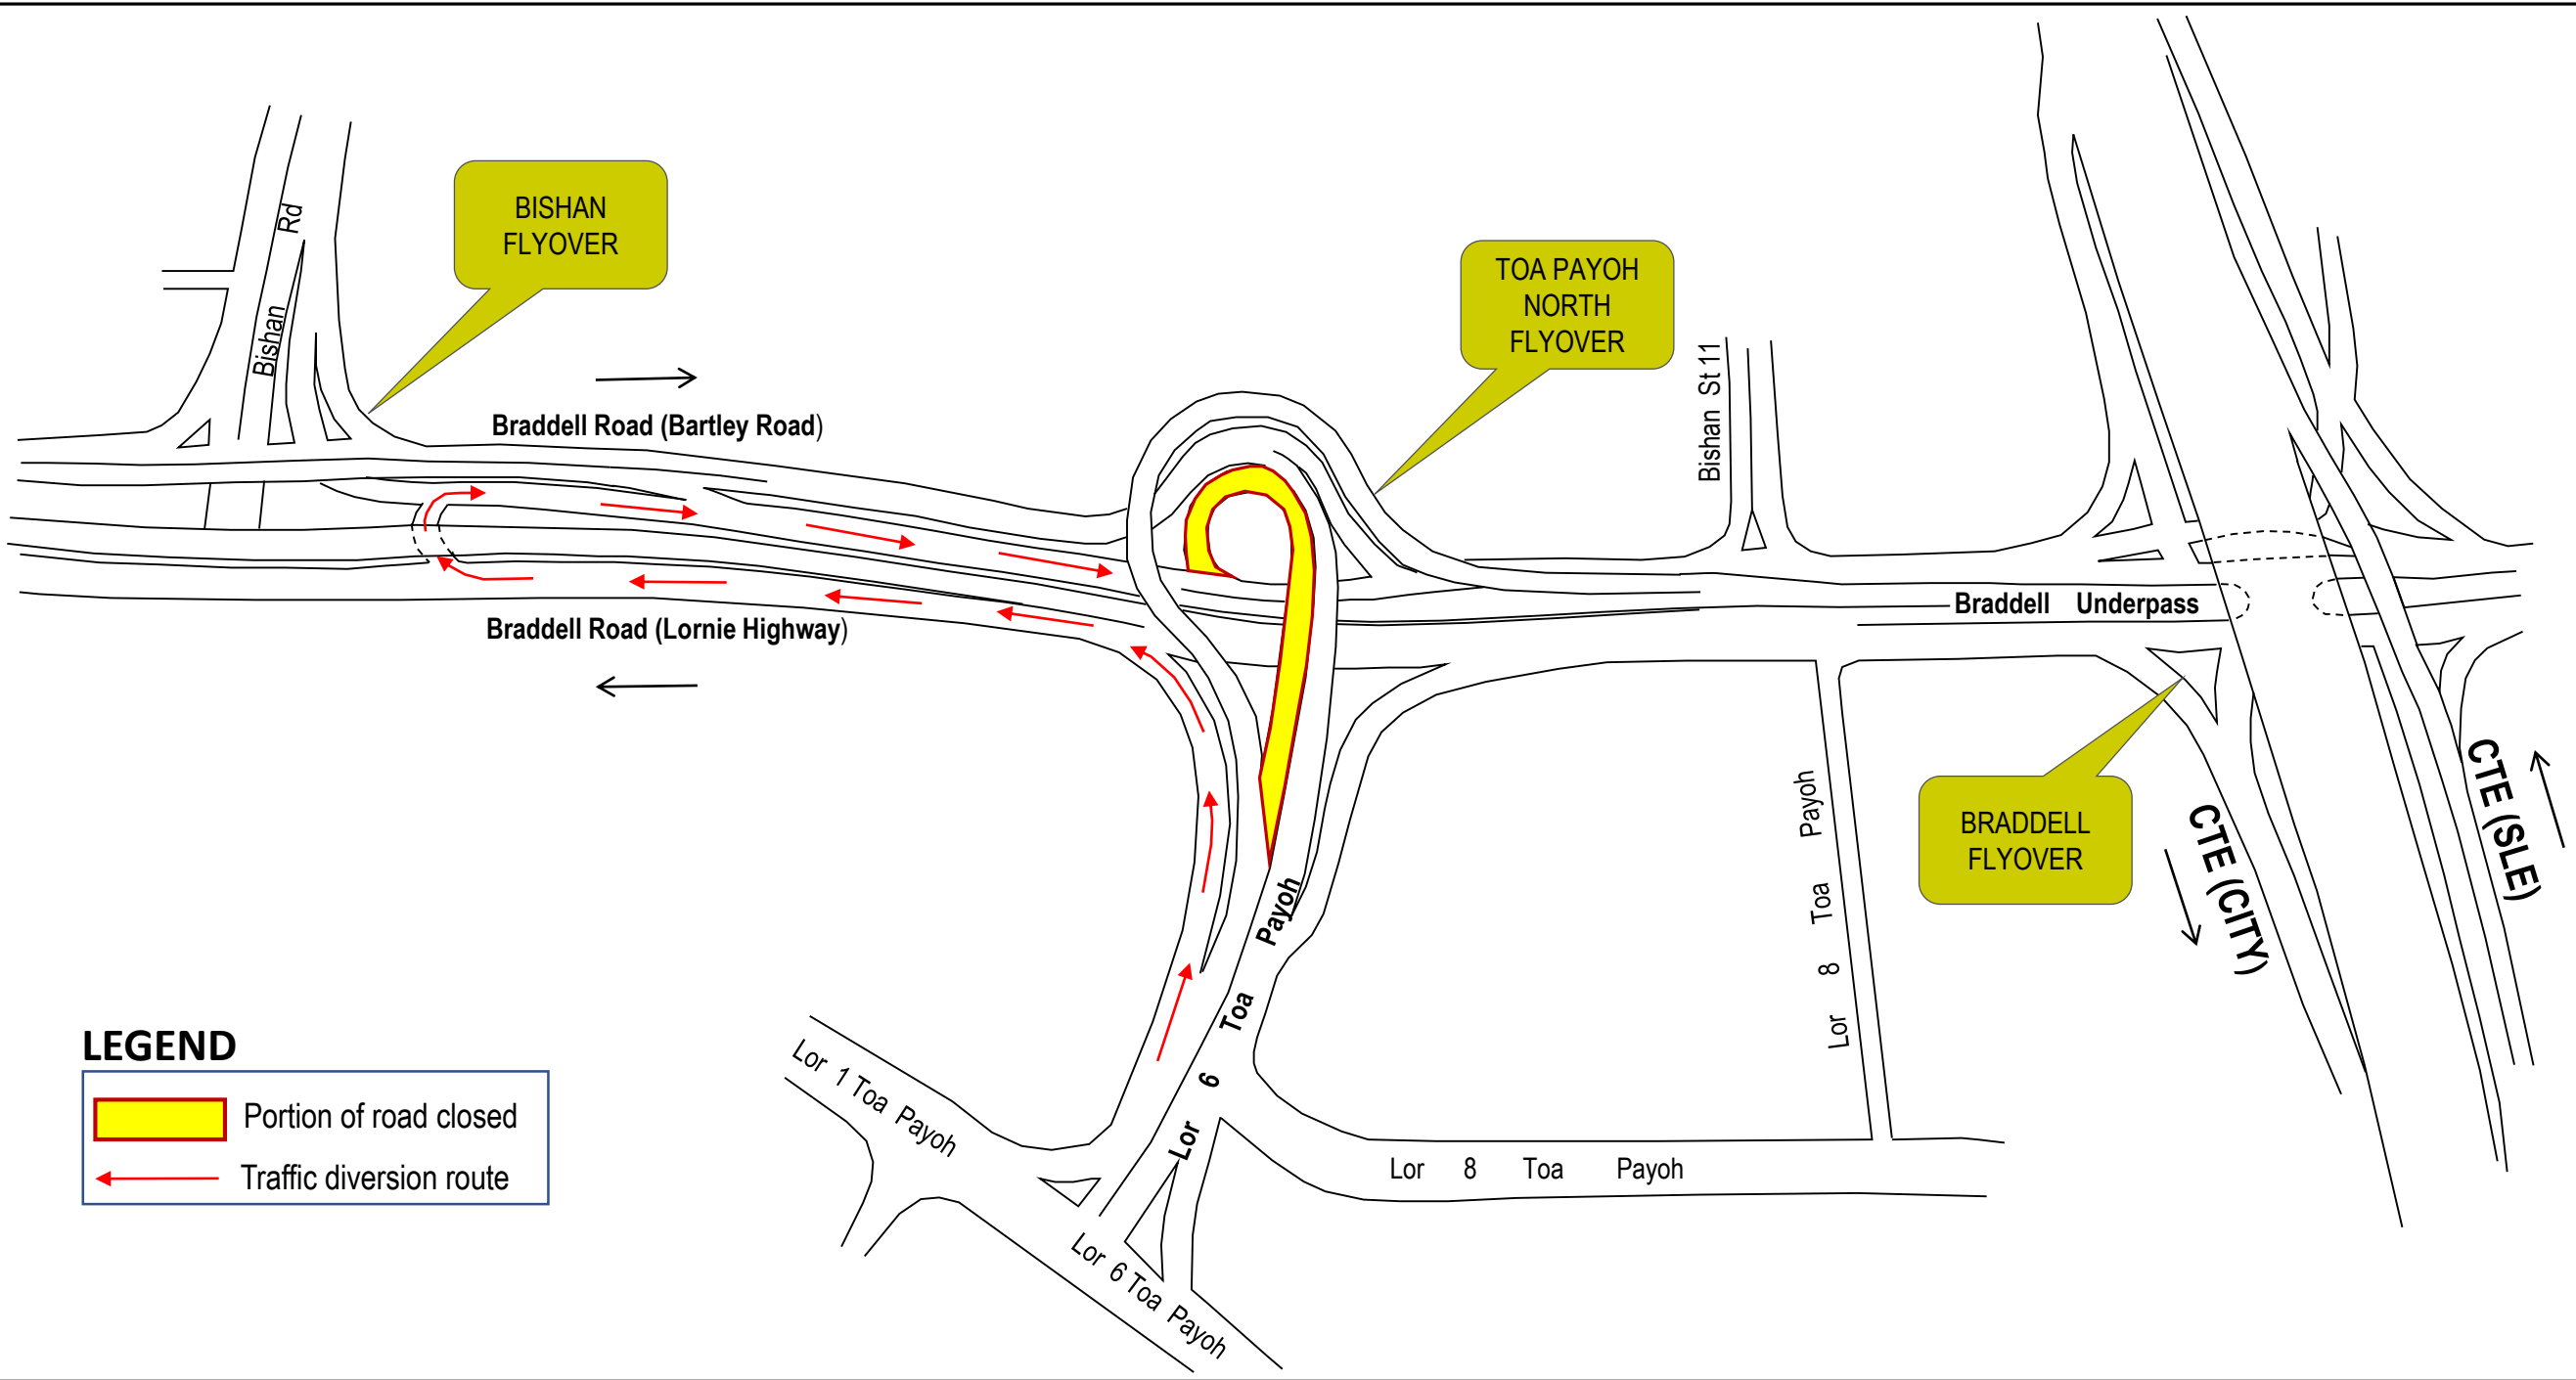 Bishan Rd
BISHAN
FLYOVER
TOA PAYOH
NORTH
FLYOVER
Bishan St 11
Braddell Road (Bartley Road)
Braddell Road (Lornie Highway)
Braddell Underpass
BRADDELL
FLYOVER
CTE (CITY)
CTE (SLE)
Lor 8 Toa Payoh
Lor 6 Toa Payoh
Lor 1 Toa Payoh
Lor 8 Toa Payoh
Lor 6 Toa Payoh
LEGEND
Portion of road closed
Traffic diversion route